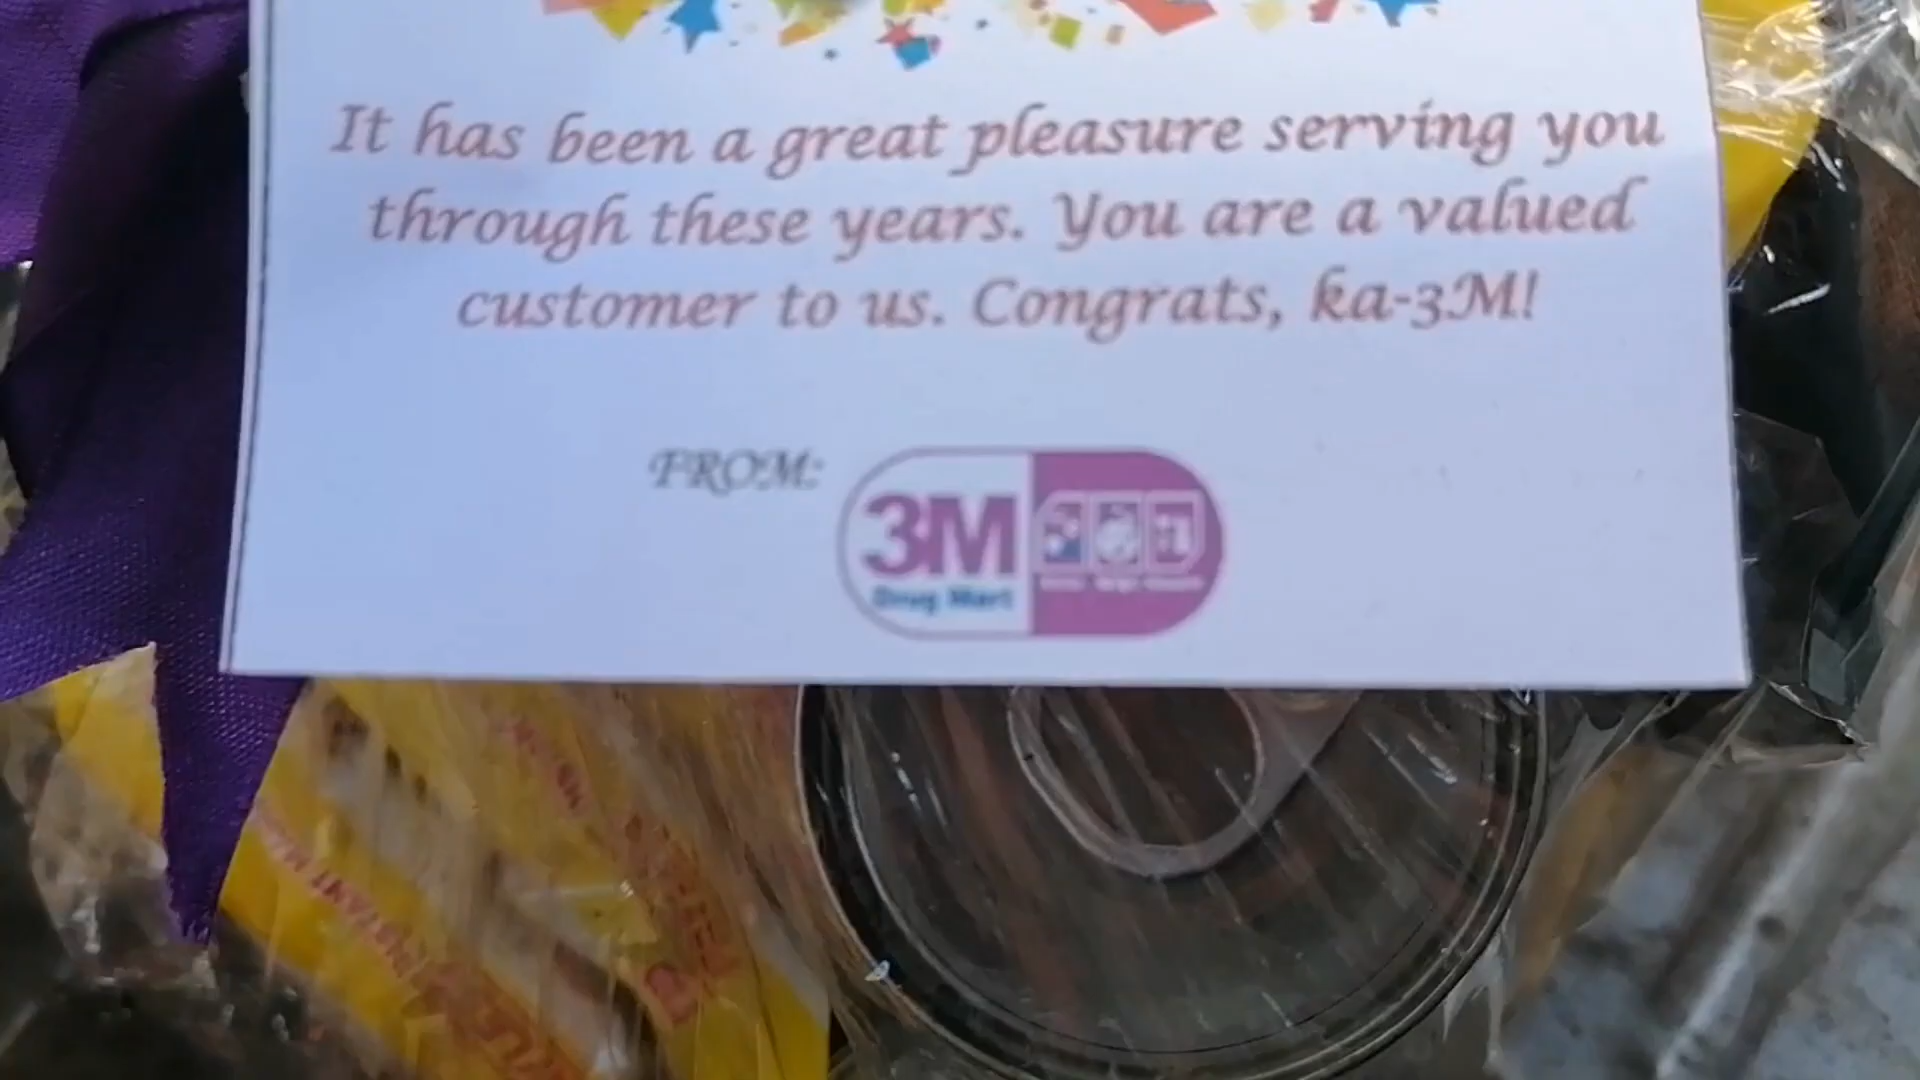 It has been a great pleasure serving you
through these years. You are a valued
customer to us. Congrats, ka-3M!
FROM:
3M
Drug Mart